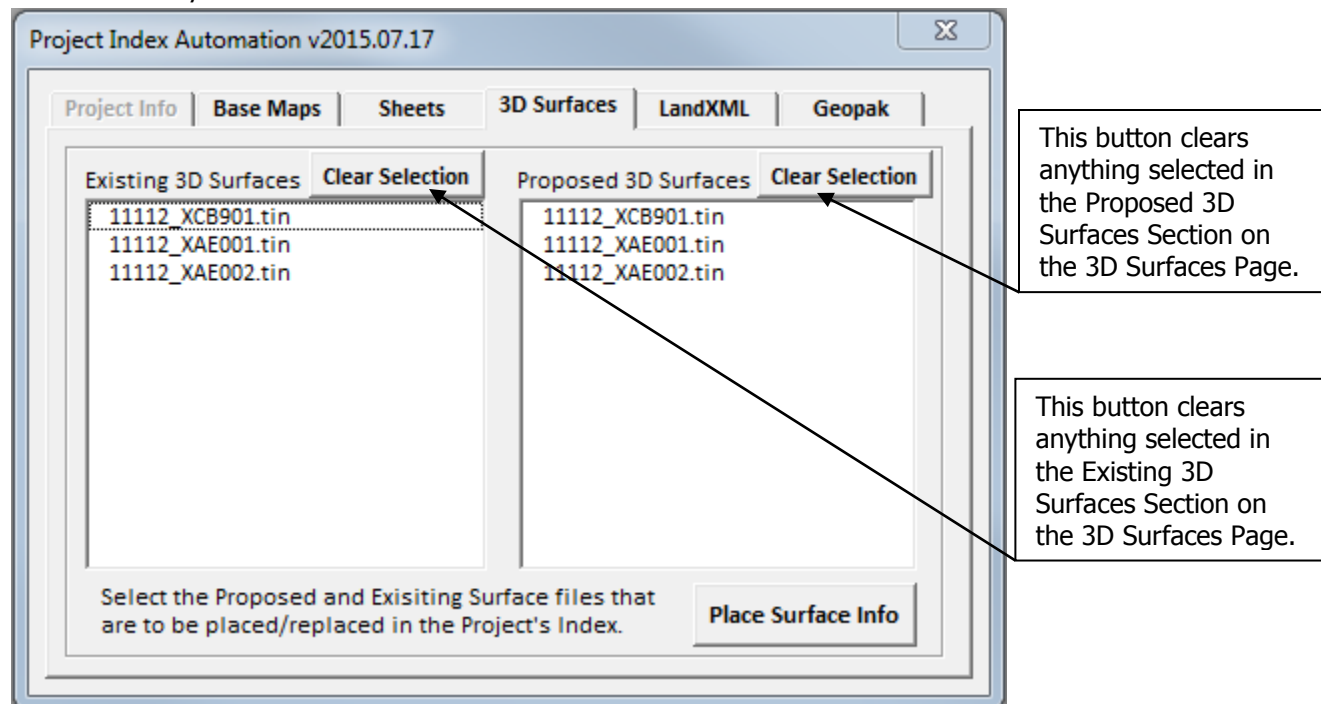 Project Index Automation v2015.07.17
Project Info Base Maps Sheets 3D Surfaces LandXML Geopak
Existing 3D Surfaces Clear Selection
11112_XCB901.tin
11112_XAE001.tin
11112_XAE002.tin
Proposed 3D Surfaces Clear Selection
11112_XCB901.tin
11112_XAE001.tin
11112_XAE002.tin
Select the Proposed and Exisiting Surface files that
are to be placed/replaced in the Project's Index.
Place Surface Info
This button clears
anything selected in
the Proposed 3D
Surfaces Section on
the 3D Surfaces Page.
This button clears
anything selected in
the Existing 3D
Surfaces Section on
the 3D Surfaces Page.